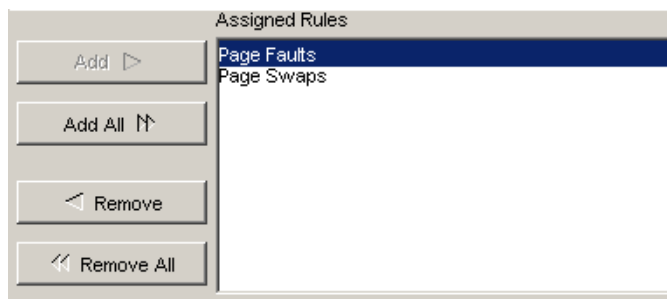 Assigned Rules
Add
Page Faults
Page Swaps
Add All
Remove
Remove All